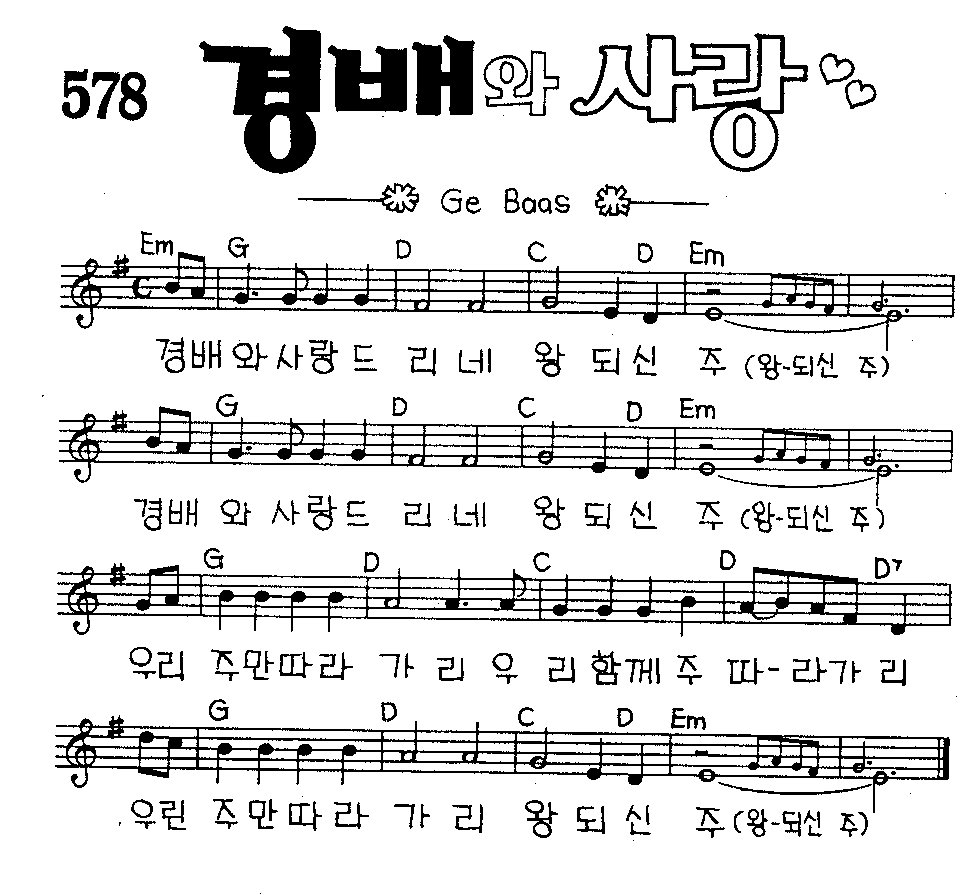 578 경배와 사랑
Ge Baas
Em G D C D Em
경배와사랑드 리 네 왕 되신 주 (왕-되신 주)
G D C D Em
경배 와 사랑드 리 네 왕 되 신 주 (왕-되신 주)
G D C D D7
우리 주만따라 가 리 우 리 함께 주 따-라가 리
G D C D Em
우린 주만따라 가 리 왕 되 신 주 (왕-되신 주)